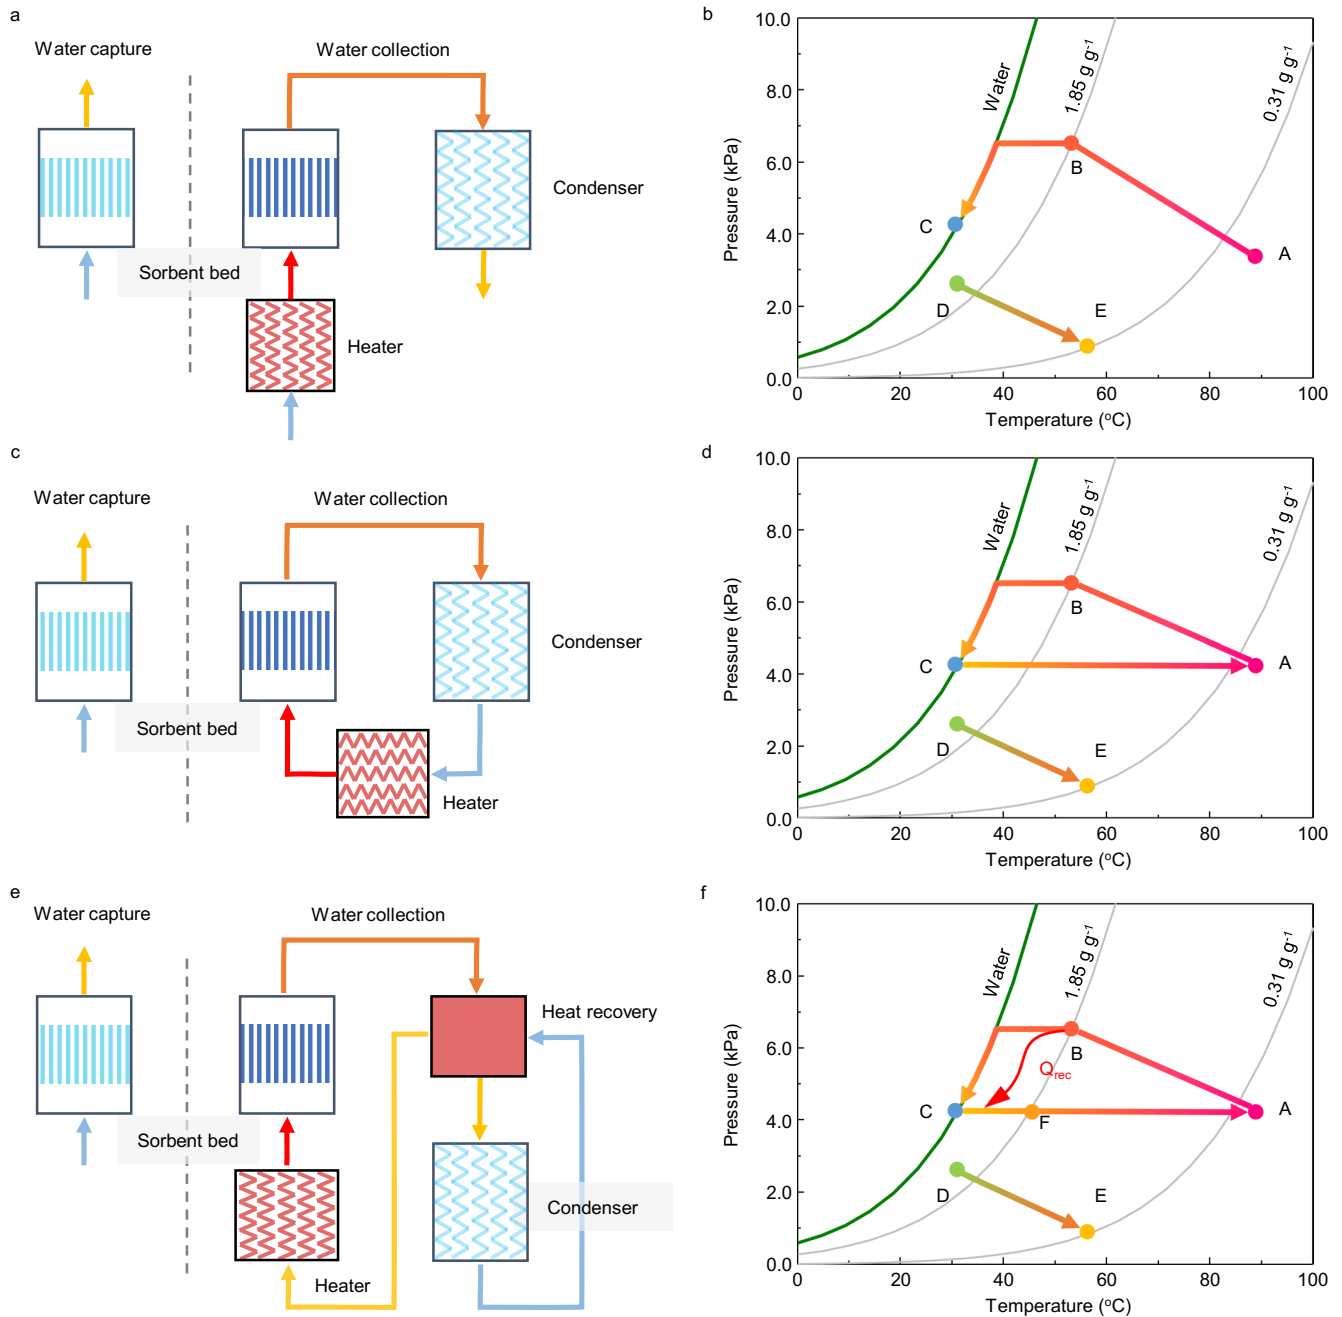 a
Water capture
Water collection
Condenser
Sorbent bed
Heater
b
Pressure (kPa)
10.0
8.0
6.0
4.0
2.0
0.0
Water
1.85 g g⁻¹
0.31 g g⁻¹
B
C
A
D
E
0
20
40
60
80
100
Temperature (°C)
c
Water capture
Water collection
Condenser
Sorbent bed
Heater
d
Pressure (kPa)
10.0
8.0
6.0
4.0
2.0
0.0
Water
1.85 g g⁻¹
0.31 g g⁻¹
B
C
A
D
E
0
20
40
60
80
100
Temperature (°C)
e
Water capture
Water collection
Heat recovery
Sorbent bed
Condenser
Heater
f
Pressure (kPa)
10.0
8.0
6.0
4.0
2.0
0.0
Water
1.85 g g⁻¹
0.31 g g⁻¹
B
Qrec
C
F
A
D
E
0
20
40
60
80
100
Temperature (°C)